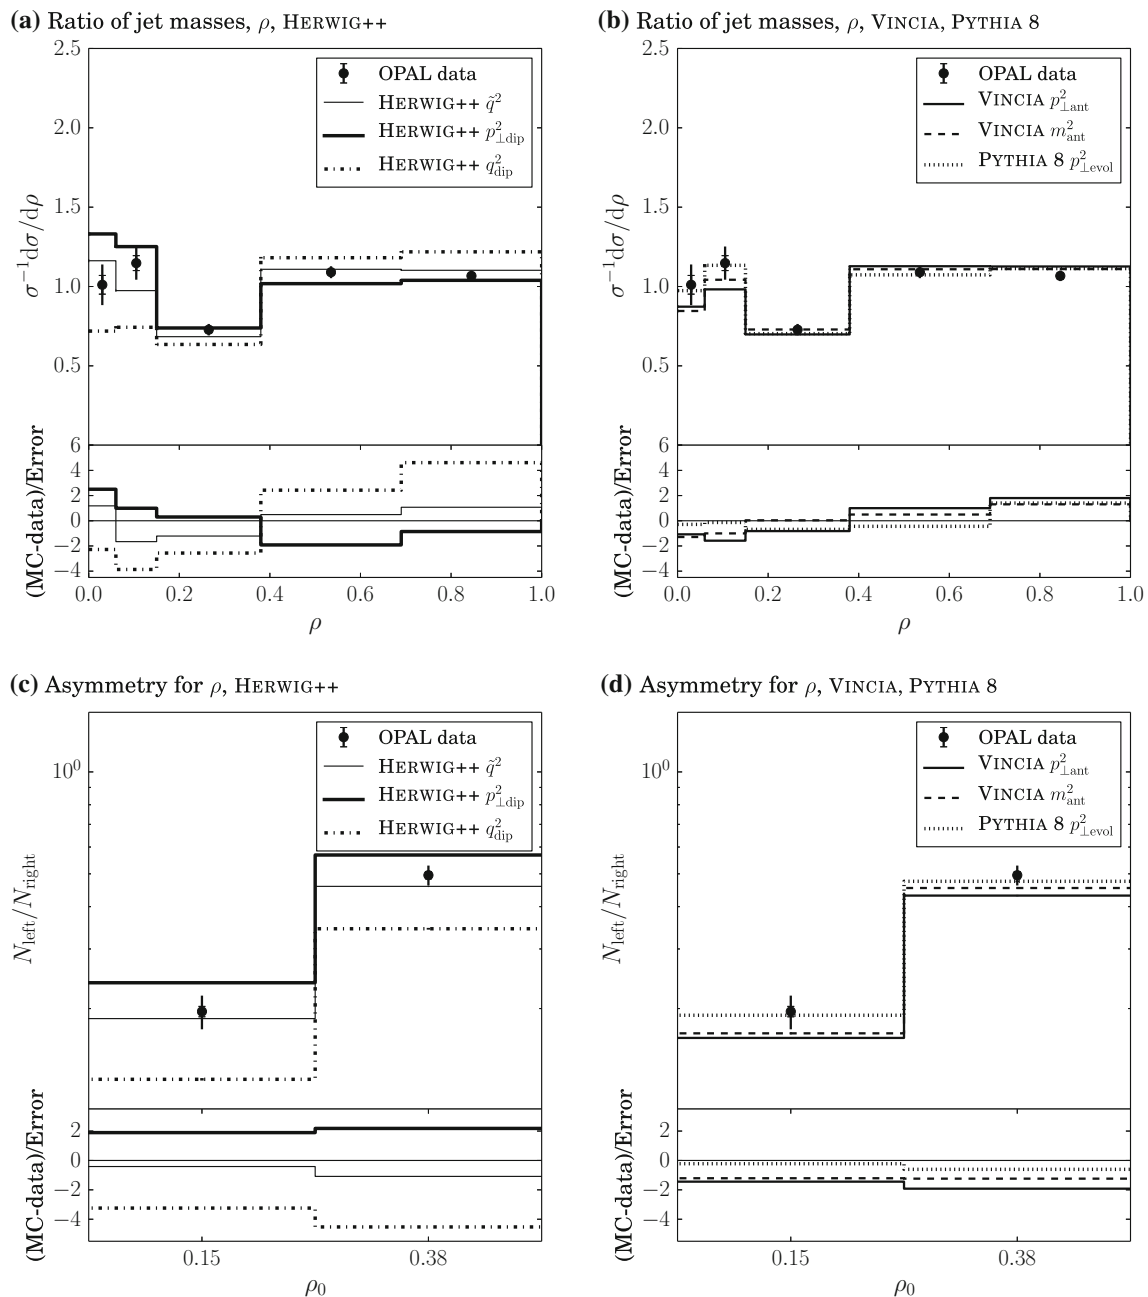 (a) Ratio of jet masses, ρ, HERWIG++
2.5
2.0
1.5
1.0
0.5
σ⁻¹dσ/dρ
OPAL data
HERWIG++ q̃²
HERWIG++ p²⊥dip
HERWIG++ q²dip
6
4
2
0
−2
−4
(MC-data)/Error
0.0 0.2 0.4 0.6 0.8 1.0
ρ
(b) Ratio of jet masses, ρ, VINCIA, PYTHIA 8
2.5
2.0
1.5
1.0
0.5
σ⁻¹dσ/dρ
OPAL data
VINCIA p²⊥ant
VINCIA m²ant
PYTHIA 8 p²⊥evol
6
4
2
0
−2
−4
(MC-data)/Error
0.0 0.2 0.4 0.6 0.8 1.0
ρ
(c) Asymmetry for ρ, HERWIG++
10⁰
Nleft/Nright
OPAL data
HERWIG++ q̃²
HERWIG++ p²⊥dip
HERWIG++ q²dip
2
0
−2
−4
(MC-data)/Error
0.15 0.38
ρ₀
(d) Asymmetry for ρ, VINCIA, PYTHIA 8
10⁰
Nleft/Nright
OPAL data
VINCIA p²⊥ant
VINCIA m²ant
PYTHIA 8 p²⊥evol
2
0
−2
−4
(MC-data)/Error
0.15 0.38
ρ₀